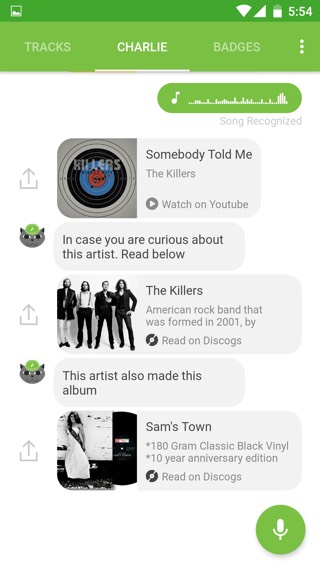 5:54
TRACKS
CHARLIE
BADGES
Song Recognized
KILLERS
Somebody Told Me
The Killers
Watch on Youtube
In case you are curious about
this artist. Read below
The Killers
American rock band that
was formed in 2001, by
Read on Discogs
This artist also made this
album
Sam's Town
*180 Gram Classic Black Vinyl
*10 year anniversary edition
Read on Discogs